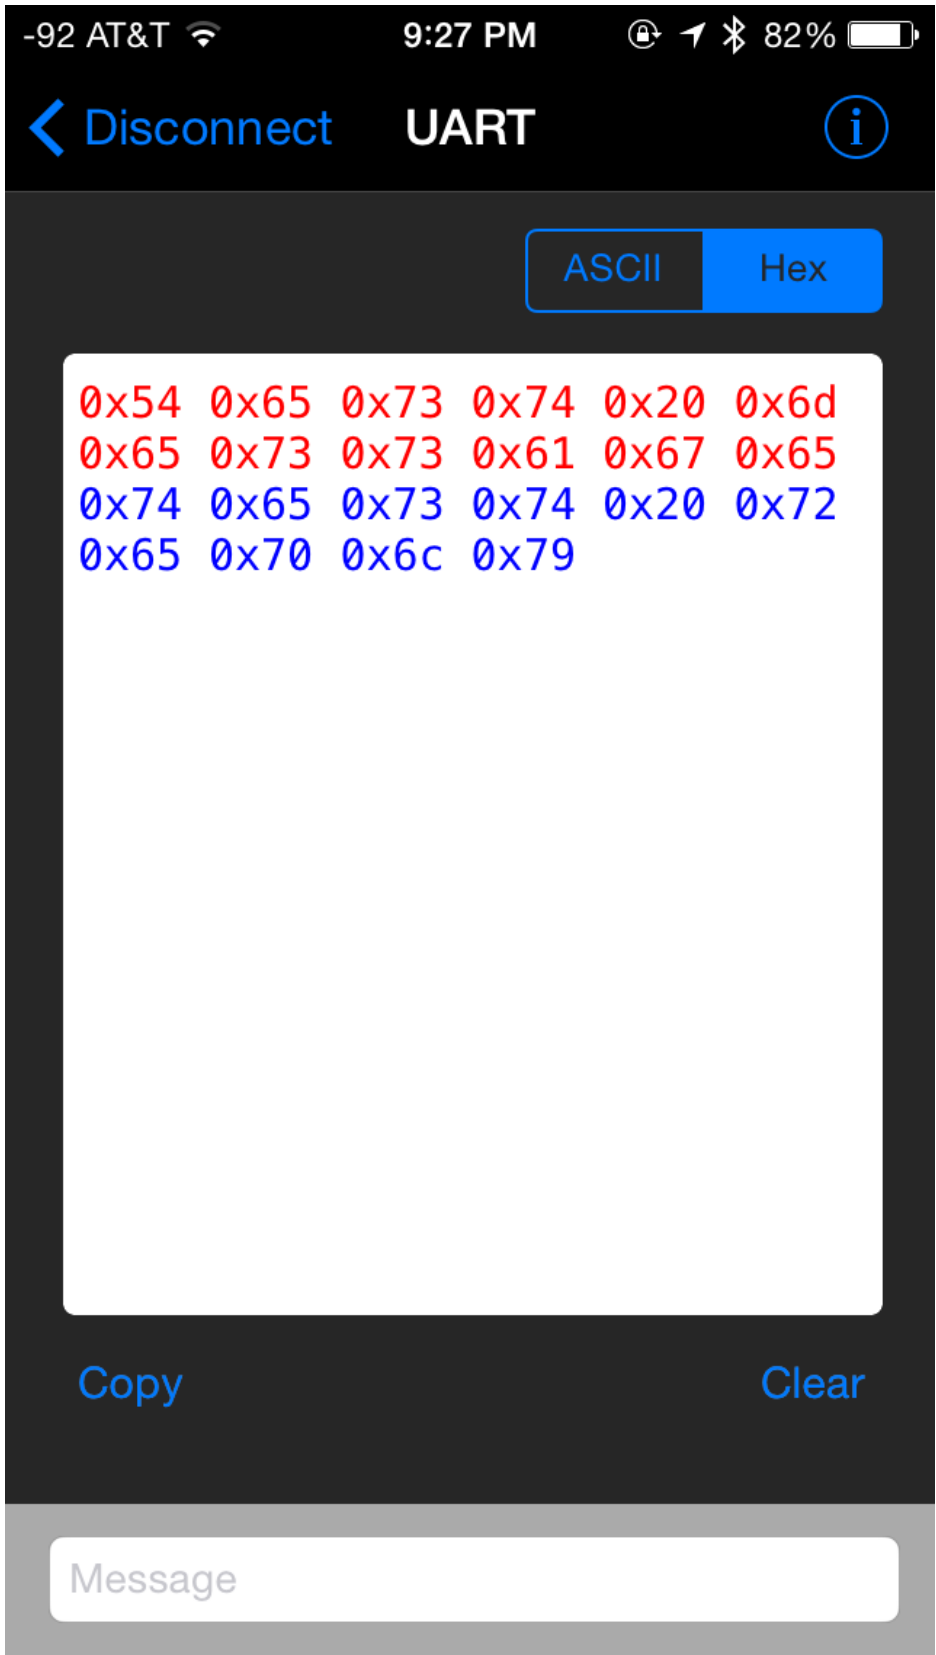 -92 AT&T 9:27 PM 82%
Disconnect UART i
ASCII Hex
0x54 0x65 0x73 0x74 0x20 0x6d
0x65 0x73 0x73 0x61 0x67 0x65
0x74 0x65 0x73 0x74 0x20 0x72
0x65 0x70 0x6c 0x79
Copy Clear
Message